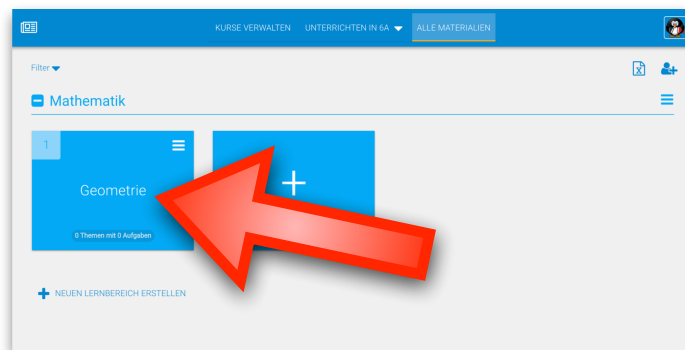 KURSE VERWALTEN UNTERRICHTEN IN 6A ALLE MATERIALIEN
Filter
Mathematik
1
Geometrie
0 Themen mit 0 Aufgaben
NEUEN LERNBEREICH ERSTELLEN